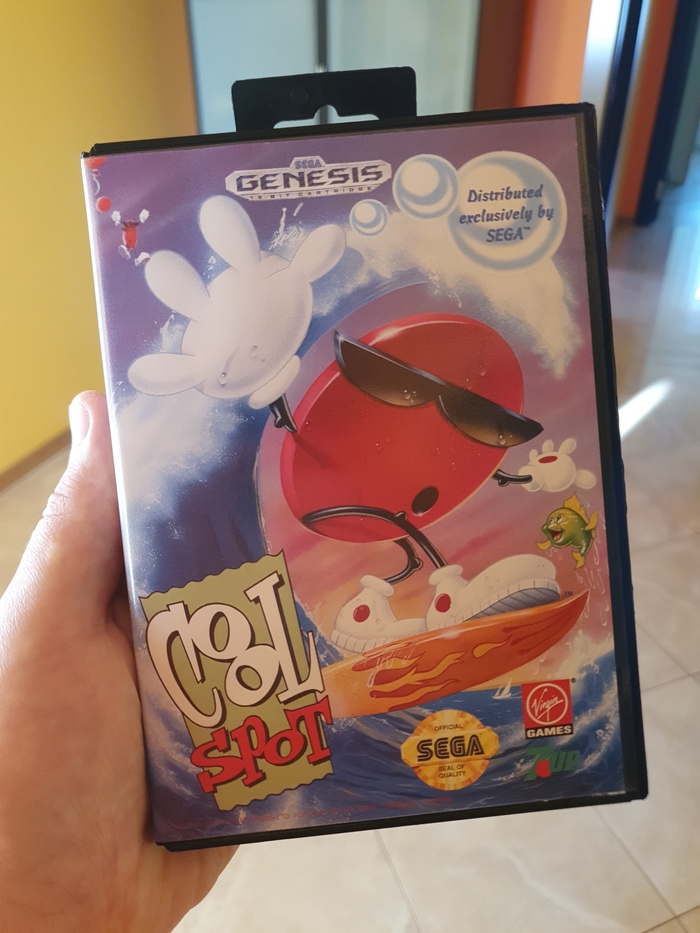 SEGA
GENESIS
16-BIT CARTRIDGE
Distributed
exclusively by
SEGA™
COOL
SPOT
TM
OFFICIAL
SEGA
SEAL OF
QUALITY
Virgin
GAMES
7UP